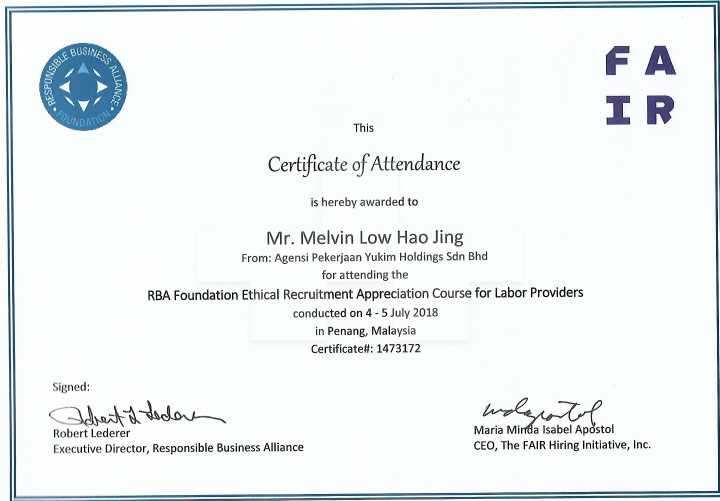 RESPONSIBLE BUSINESS ALLIANCE
FOUNDATION
FA
IR
This
Certificate of Attendance
is hereby awarded to
Mr. Melvin Low Hao Jing
From: Agensi Pekerjaan Yukim Holdings Sdn Bhd
for attending the
RBA Foundation Ethical Recruitment Appreciation Course for Labor Providers
conducted on 4 - 5 July 2018
in Penang, Malaysia
Certificate#: 1473172
Signed:
Robert Lederer
Executive Director, Responsible Business Alliance
Maria Minda Isabel Apostol
CEO, The FAIR Hiring Initiative, Inc.